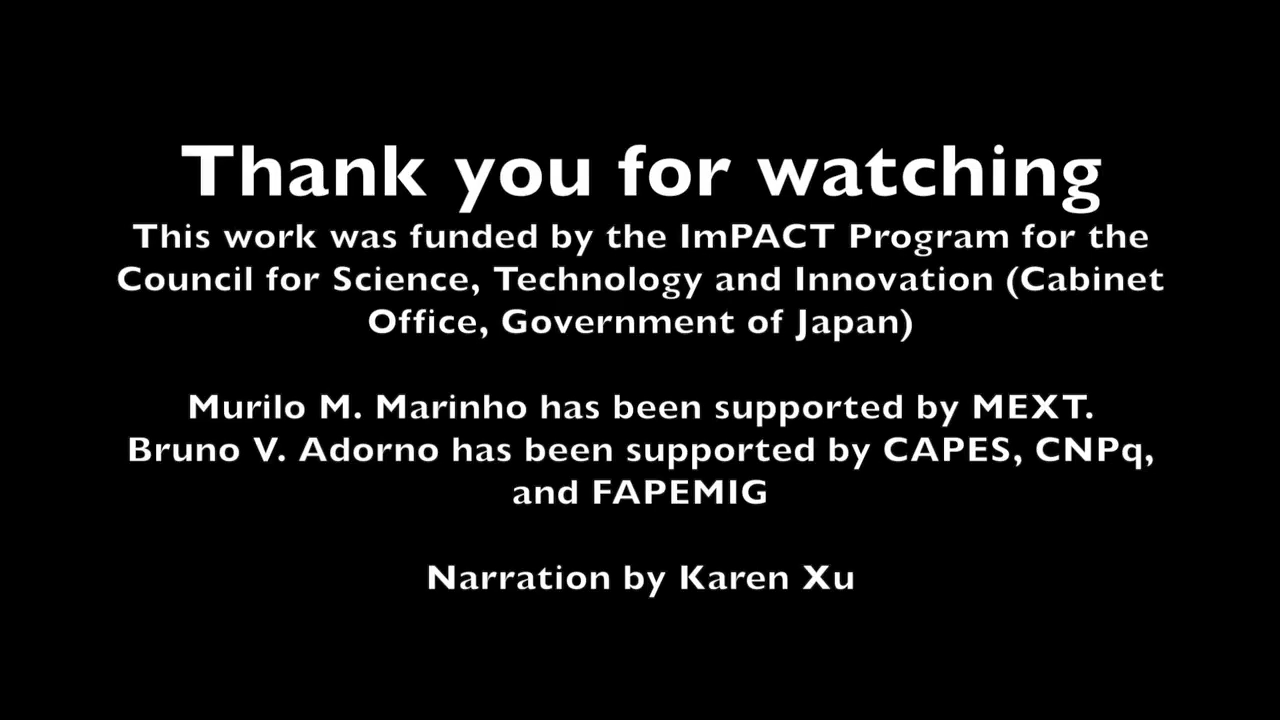 Thank you for watching
This work was funded by the ImPACT Program for the
Council for Science, Technology and Innovation (Cabinet
Office, Government of Japan)
Murilo M. Marinho has been supported by MEXT.
Bruno V. Adorno has been supported by CAPES, CNPq,
and FAPEMIG
Narration by Karen Xu